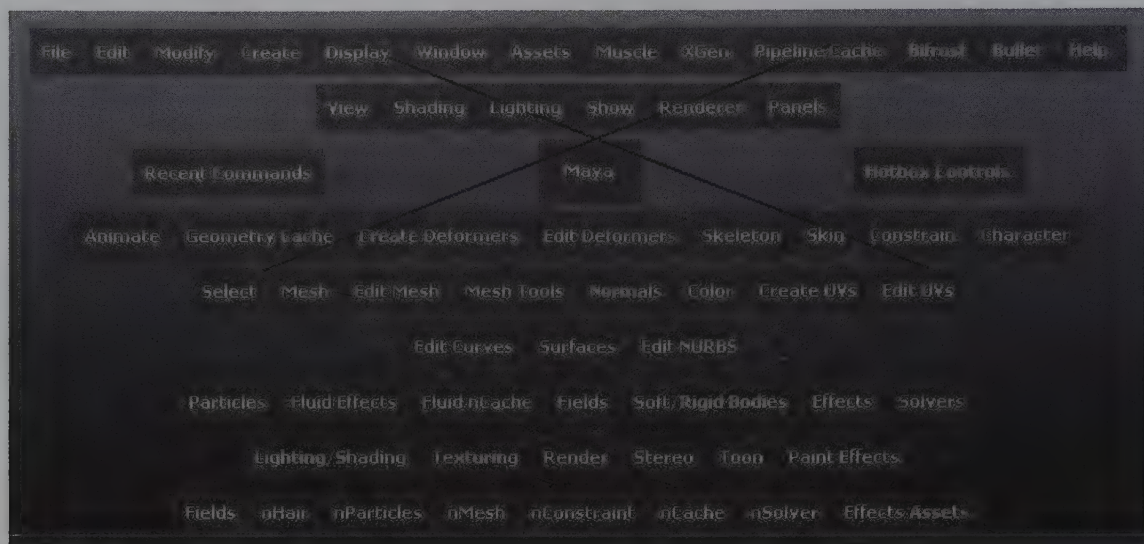 File Edit Modify Create Display Window Assets Muscle XGen Pipeline Cache Bifrost Bullet Help
View Shading Lighting Show Renderer Panels
Recent Commands Maya Hotbox Controls
Animate Geometry Cache Create Deformers Edit Deformers Skeleton Skin Constrain Character
Select Mesh Edit Mesh Mesh Tools Normals Color Create UVs Edit UVs
Edit Curves Surfaces Edit NURBS
Particles Fluid Effects Fluid nCache Fields Soft/Rigid Bodies Effects Solvers
Lighting/Shading Texturing Render Stereo Toon Paint Effects
Fields nHair nParticles nMesh nConstraint nCache nSolver Effects Assets